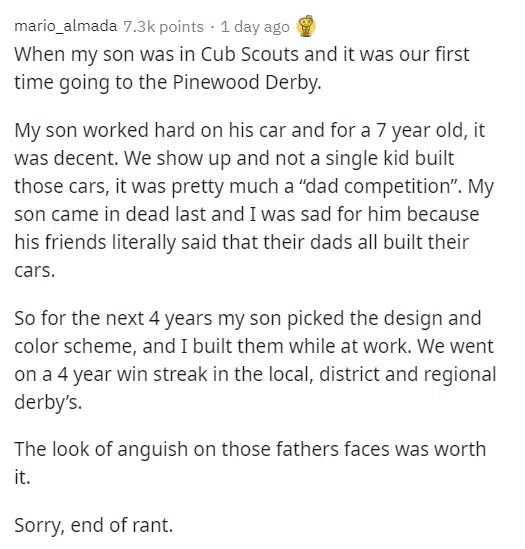 mario_almada 7.3k points · 1 day ago
When my son was in Cub Scouts and it was our first
time going to the Pinewood Derby.
My son worked hard on his car and for a 7 year old, it
was decent. We show up and not a single kid built
those cars, it was pretty much a “dad competition”. My
son came in dead last and I was sad for him because
his friends literally said that their dads all built their
cars.
So for the next 4 years my son picked the design and
color scheme, and I built them while at work. We went
on a 4 year win streak in the local, district and regional
derby’s.
The look of anguish on those fathers faces was worth
it.
Sorry, end of rant.